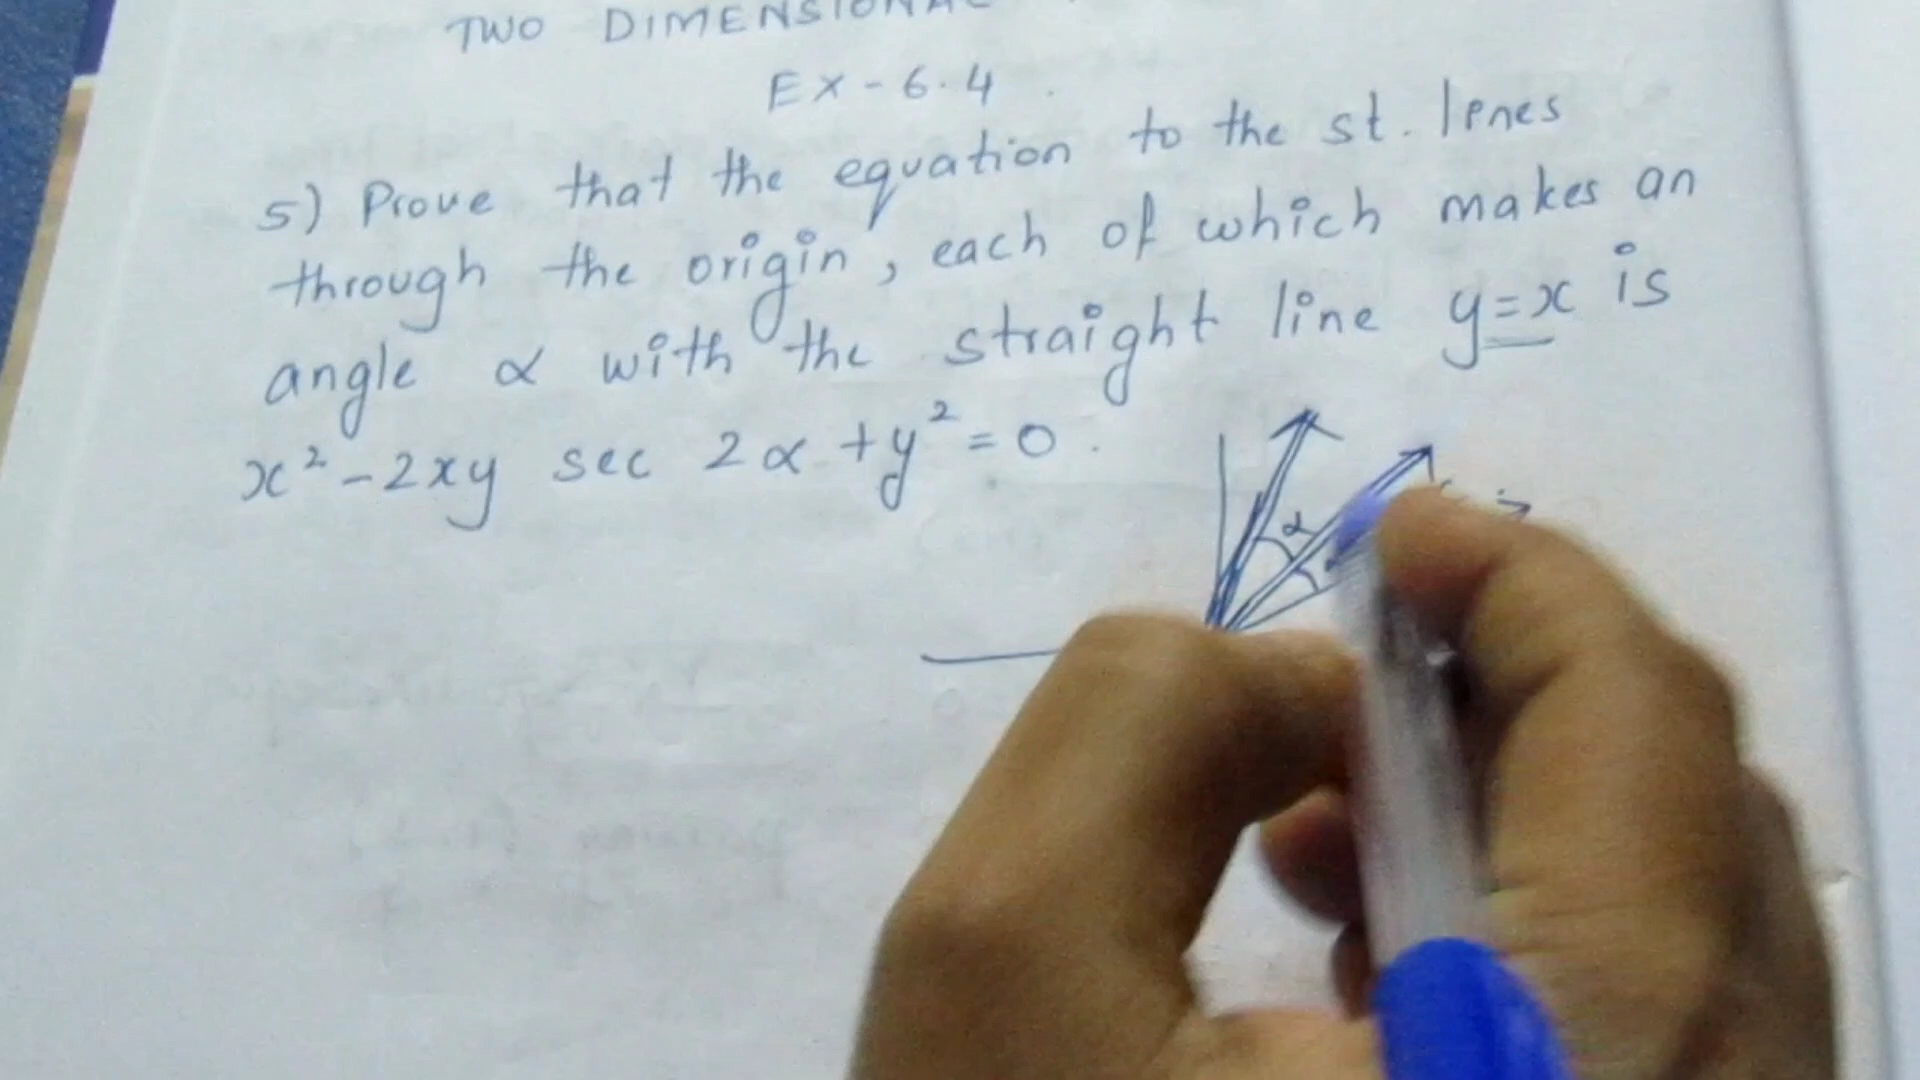 TWO DIMENSIONAL
EX-6.4
5) Prove that the equation to the st. lines
through the origin, each of which makes an
angle α with the straight line y=x is
x²-2xy sec 2α+y²=0.
α